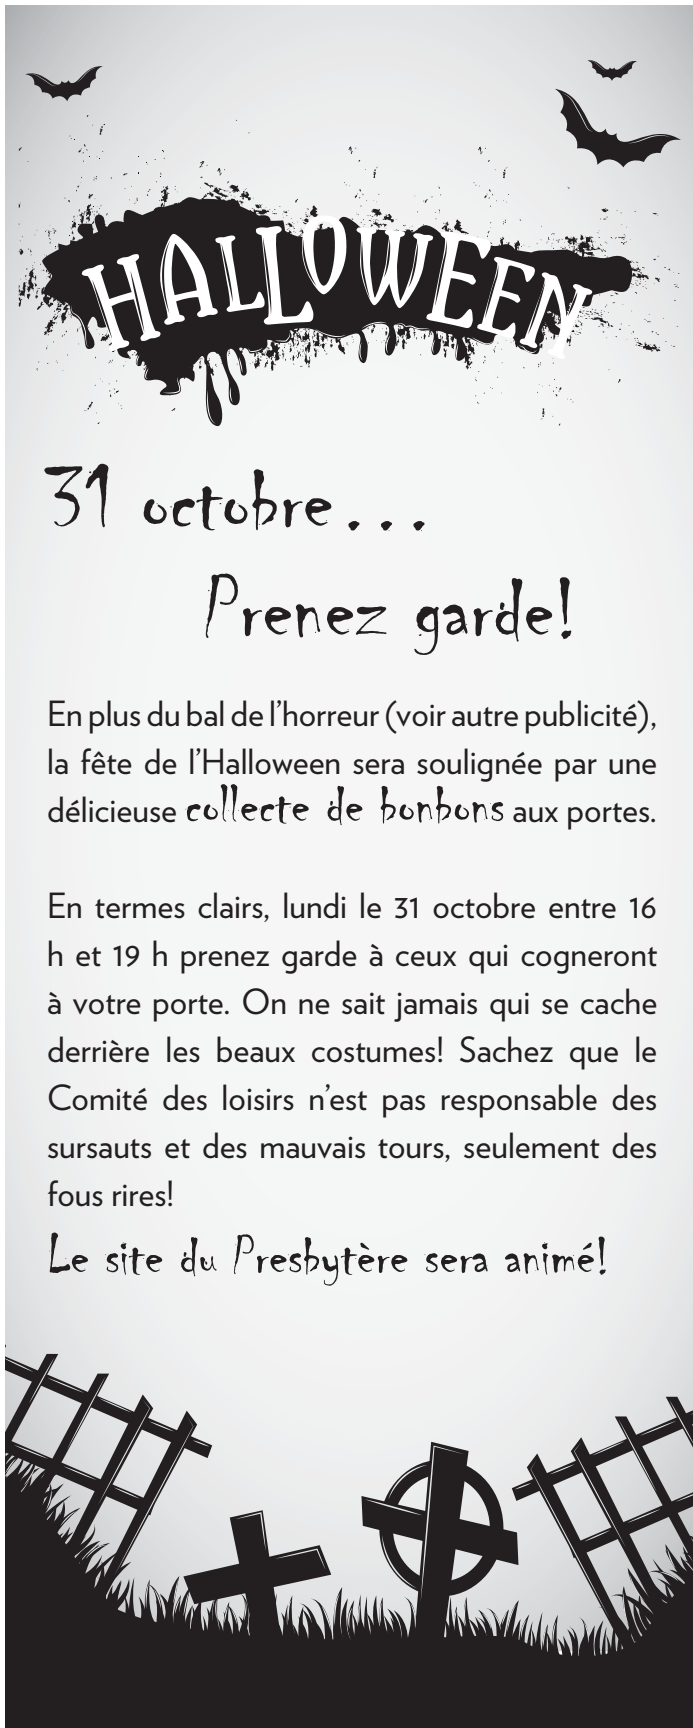 HALLOWEEN
31 octobre...
Prenez garde!
En plus du bal de l'horreur (voir autre publicité),
la fête de l'Halloween sera soulignée par une
délicieuse collecte de bonbons aux portes.
En termes clairs, lundi le 31 octobre entre 16
h et 19 h prenez garde à ceux qui cogneront
à votre porte. On ne sait jamais qui se cache
derrière les beaux costumes! Sachez que le
Comité des loisirs n'est pas responsable des
sursauts et des mauvais tours, seulement des
fous rires!
Le site du Presbytère sera animé!